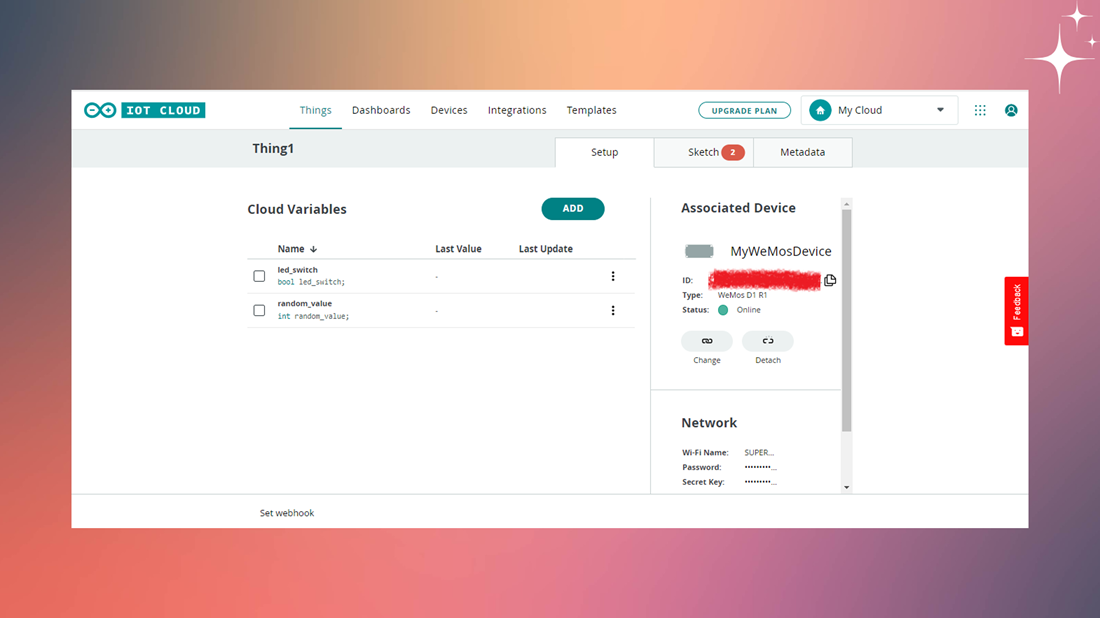 IOT CLOUD
Things Dashboards Devices Integrations Templates UPGRADE PLAN My Cloud
Thing1
Setup Sketch 2 Metadata
Cloud Variables ADD
Name Last Value Last Update
led_switch
bool led_switch;
-
random_value
int random_value;
-
Associated Device
MyWeMosDevice
ID:
Type: WeMos D1 R1
Status: Online
Change Detach
Network
Wi-Fi Name: SUPER...
Password: •••••••••...
Secret Key: •••••••••...
Set webhook
Feedback